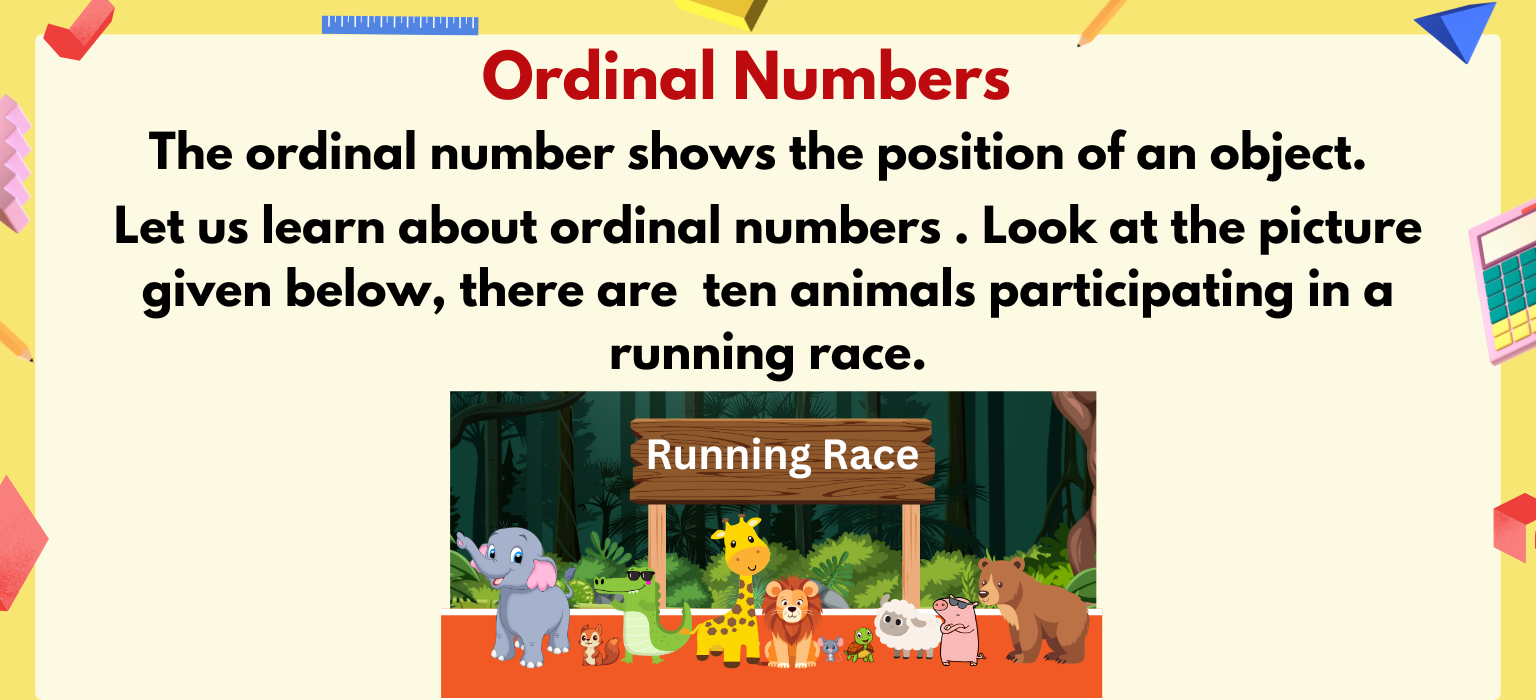 Ordinal Numbers
The ordinal number shows the position of an object.
Let us learn about ordinal numbers . Look at the picture
given below, there are  ten animals participating in a
running race.
Running Race